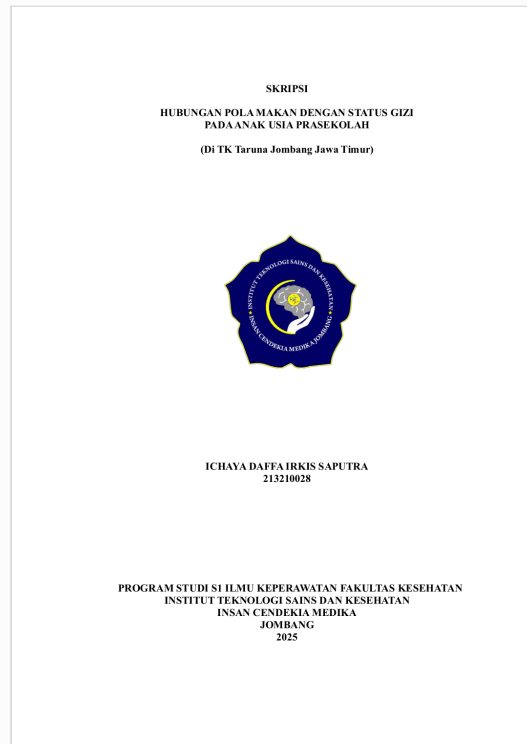 SKRIPSI
HUBUNGAN POLA MAKAN DENGAN STATUS GIZI
PADA ANAK USIA PRASEKOLAH
(Di TK Taruna Jombang Jawa Timur)
INSTITUT TEKNOLOGI SAINS DAN KESEHATAN
INSAN CENDEKIA MEDIKA JOMBANG
ICHAYA DAFFA IRKIS SAPUTRA
213210028
PROGRAM STUDI S1 ILMU KEPERAWATAN FAKULTAS KESEHATAN
INSTITUT TEKNOLOGI SAINS DAN KESEHATAN
INSAN CENDEKIA MEDIKA
JOMBANG
2025